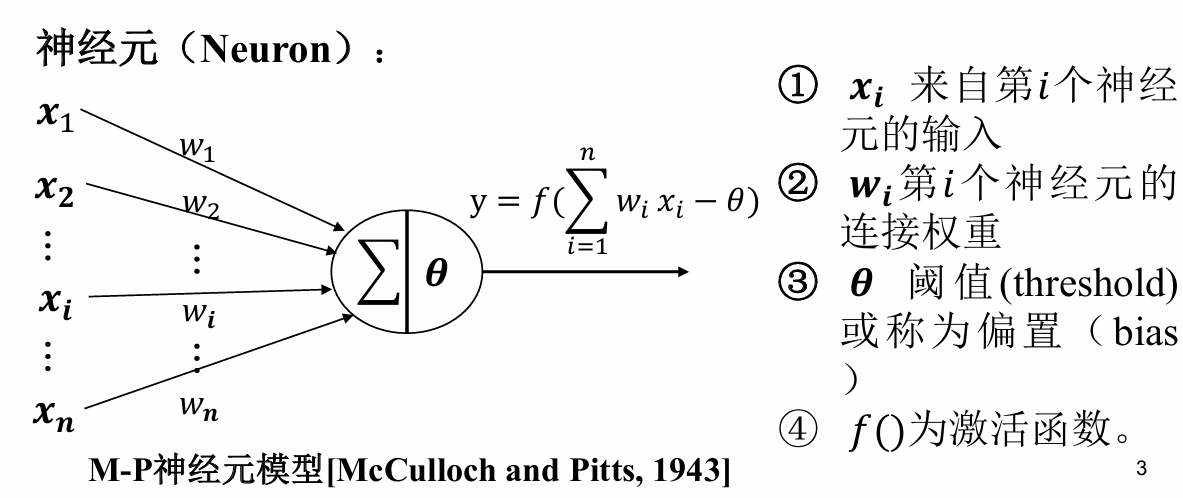 神经元（Neuron）：
x1
w1
x2
w2
⋮
⋮
xi
wi
⋮
⋮
xn
wn
∑ θ
y = f(∑_{i=1}^{n} wi xi − θ)
M-P神经元模型[McCulloch and Pitts, 1943]
① xi 来自第i个神经
元的输入
② wi第i个神经元的
连接权重
③ θ 阈值(threshold)
或称为偏置（bias
）
④ f()为激活函数。
3